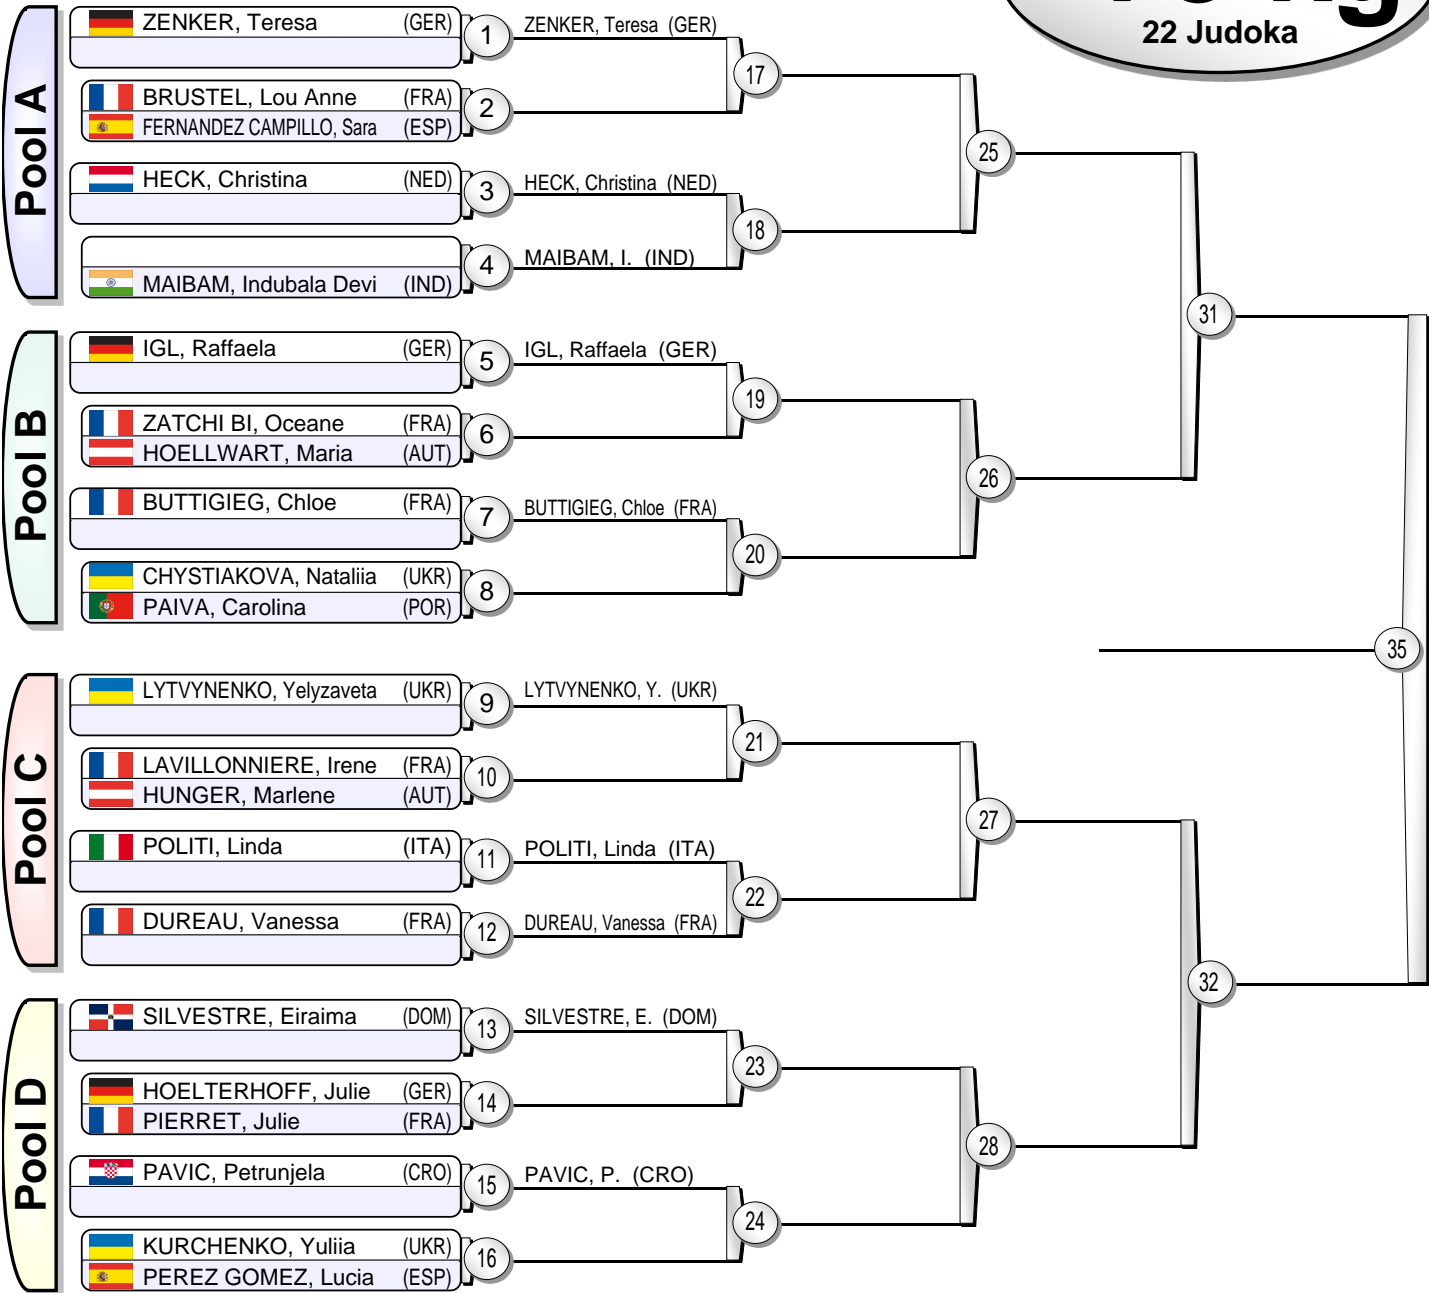 22 Judoka
Pool A
ZENKER, Teresa (GER) 1 ZENKER, Teresa (GER)
17
BRUSTEL, Lou Anne (FRA) 2
FERNANDEZ CAMPILLO, Sara (ESP)
25
HECK, Christina (NED) 3 HECK, Christina (NED)
18
4 MAIBAM, I. (IND)
MAIBAM, Indubala Devi (IND)
31
Pool B
IGL, Raffaela (GER) 5 IGL, Raffaela (GER)
19
ZATCHI BI, Oceane (FRA) 6
HOELLWART, Maria (AUT)
26
BUTTIGIEG, Chloe (FRA) 7 BUTTIGIEG, Chloe (FRA)
20
CHYSTIAKOVA, Nataliia (UKR) 8
PAIVA, Carolina (POR)
35
Pool C
LYTVYNENKO, Yelyzaveta (UKR) 9 LYTVYNENKO, Y. (UKR)
21
LAVILLONNIERE, Irene (FRA) 10
HUNGER, Marlene (AUT)
27
POLITI, Linda (ITA) 11 POLITI, Linda (ITA)
22
DUREAU, Vanessa (FRA) 12 DUREAU, Vanessa (FRA)
32
Pool D
SILVESTRE, Eiraima (DOM) 13 SILVESTRE, E. (DOM)
23
HOELTERHOFF, Julie (GER) 14
PIERRET, Julie (FRA)
28
PAVIC, Petrunjela (CRO) 15 PAVIC, P. (CRO)
24
KURCHENKO, Yuliia (UKR) 16
PEREZ GOMEZ, Lucia (ESP)